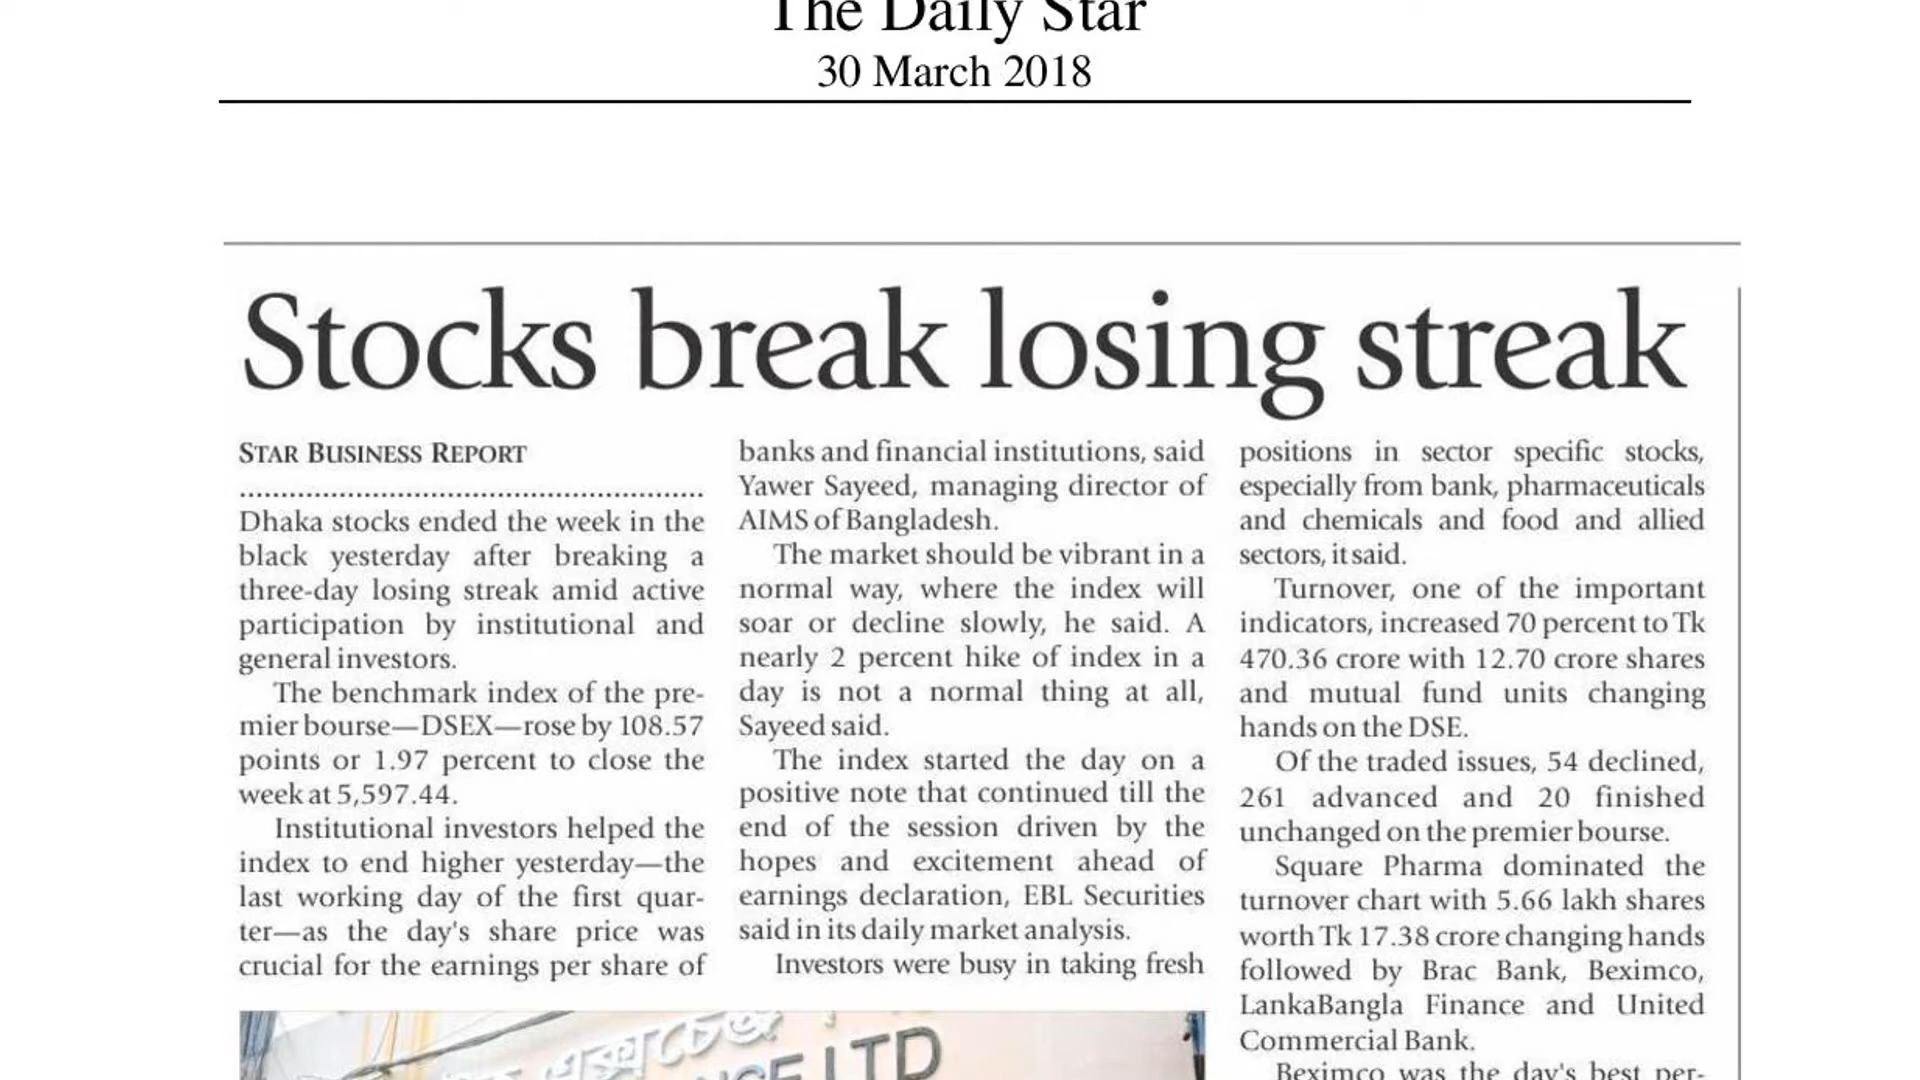 The Daily Star
30 March 2018
Stocks break losing streak
STAR BUSINESS REPORT
Dhaka stocks ended the week in the
black yesterday after breaking a
three-day losing streak amid active
participation by institutional and
general investors.
The benchmark index of the pre-
mier bourse—DSEX—rose by 108.57
points or 1.97 percent to close the
week at 5,597.44.
Institutional investors helped the
index to end higher yesterday—the
last working day of the first quar-
ter—as the day's share price was
crucial for the earnings per share of
banks and financial institutions, said
Yawer Sayeed, managing director of
AIMS of Bangladesh.
The market should be vibrant in a
normal way, where the index will
soar or decline slowly, he said. A
nearly 2 percent hike of index in a
day is not a normal thing at all,
Sayeed said.
The index started the day on a
positive note that continued till the
end of the session driven by the
hopes and excitement ahead of
earnings declaration, EBL Securities
said in its daily market analysis.
Investors were busy in taking fresh
positions in sector specific stocks,
especially from bank, pharmaceuticals
and chemicals and food and allied
sectors, it said.
Turnover, one of the important
indicators, increased 70 percent to Tk
470.36 crore with 12.70 crore shares
and mutual fund units changing
hands on the DSE.
Of the traded issues, 54 declined,
261 advanced and 20 finished
unchanged on the premier bourse.
Square Pharma dominated the
turnover chart with 5.66 lakh shares
worth Tk 17.38 crore changing hands
followed by Brac Bank, Beximco,
LankaBangla Finance and United
Commercial Bank.
Beximco was the day's best per-
LTD